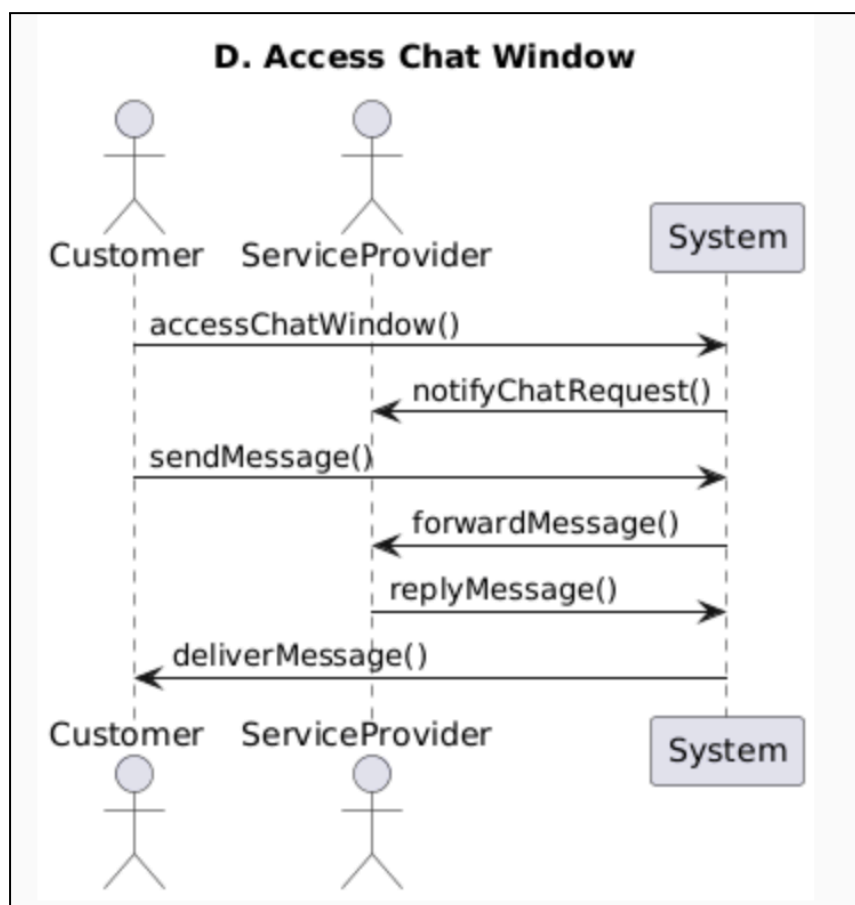 D. Access Chat Window
Customer ServiceProvider System
accessChatWindow()
notifyChatRequest()
sendMessage()
forwardMessage()
replyMessage()
deliverMessage()
Customer ServiceProvider System